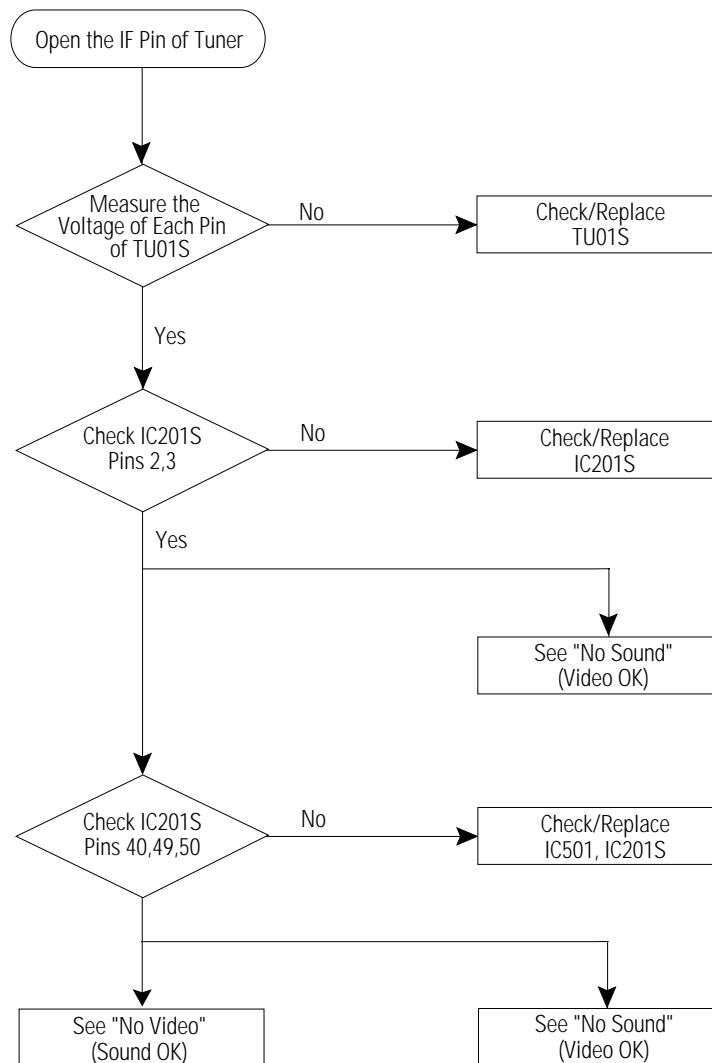 Open the IF Pin of Tuner
Measure the
Voltage of Each Pin
of TU01S
No
Check/Replace
TU01S
Yes
Check IC201S
Pins 2,3
No
Check/Replace
IC201S
Yes
See "No Sound"
(Video OK)
Check IC201S
Pins 40,49,50
No
Check/Replace
IC501, IC201S
See "No Video"
(Sound OK)
See "No Sound"
(Video OK)